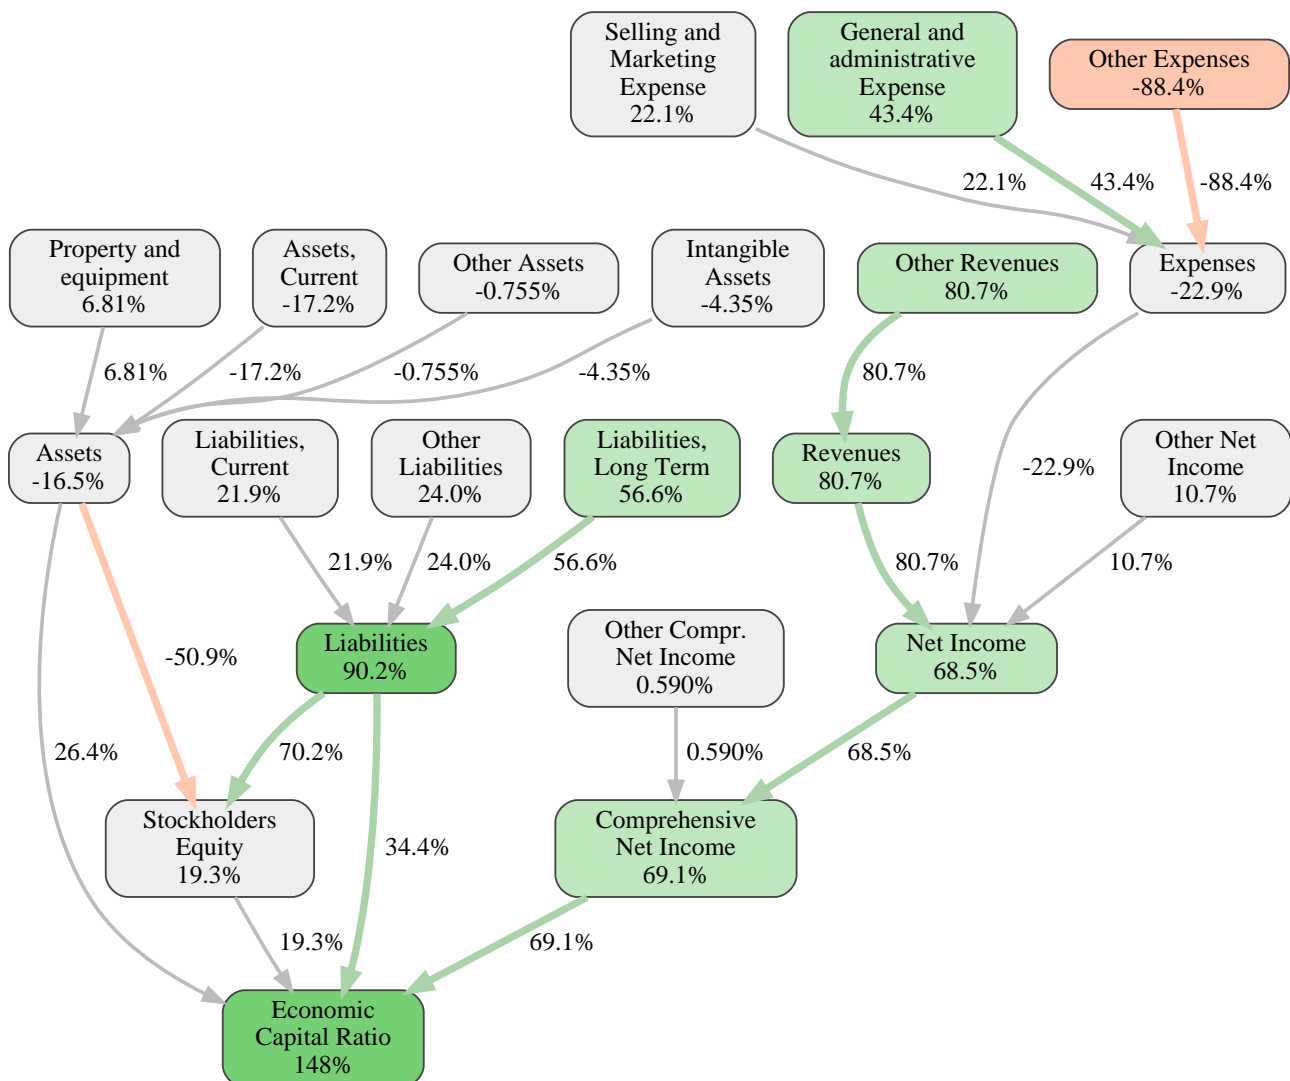 Selling and
Marketing
Expense
22.1%
General and
administrative
Expense
43.4%
Other Expenses
-88.4%
22.1%
43.4%
-88.4%
Property and
equipment
6.81%
Assets,
Current
-17.2%
Other Assets
-0.755%
Intangible
Assets
-4.35%
Other Revenues
80.7%
Expenses
-22.9%
6.81%
-17.2%
-0.755%
-4.35%
80.7%
Assets
-16.5%
Liabilities,
Current
21.9%
Other
Liabilities
24.0%
Liabilities,
Long Term
56.6%
Revenues
80.7%
-22.9%
Other Net
Income
10.7%
21.9%
24.0%
56.6%
80.7%
10.7%
Liabilities
90.2%
Other Compr.
Net Income
0.590%
Net Income
68.5%
-50.9%
26.4%
70.2%
0.590%
68.5%
Stockholders
Equity
19.3%
34.4%
Comprehensive
Net Income
69.1%
19.3%
69.1%
Economic
Capital Ratio
148%